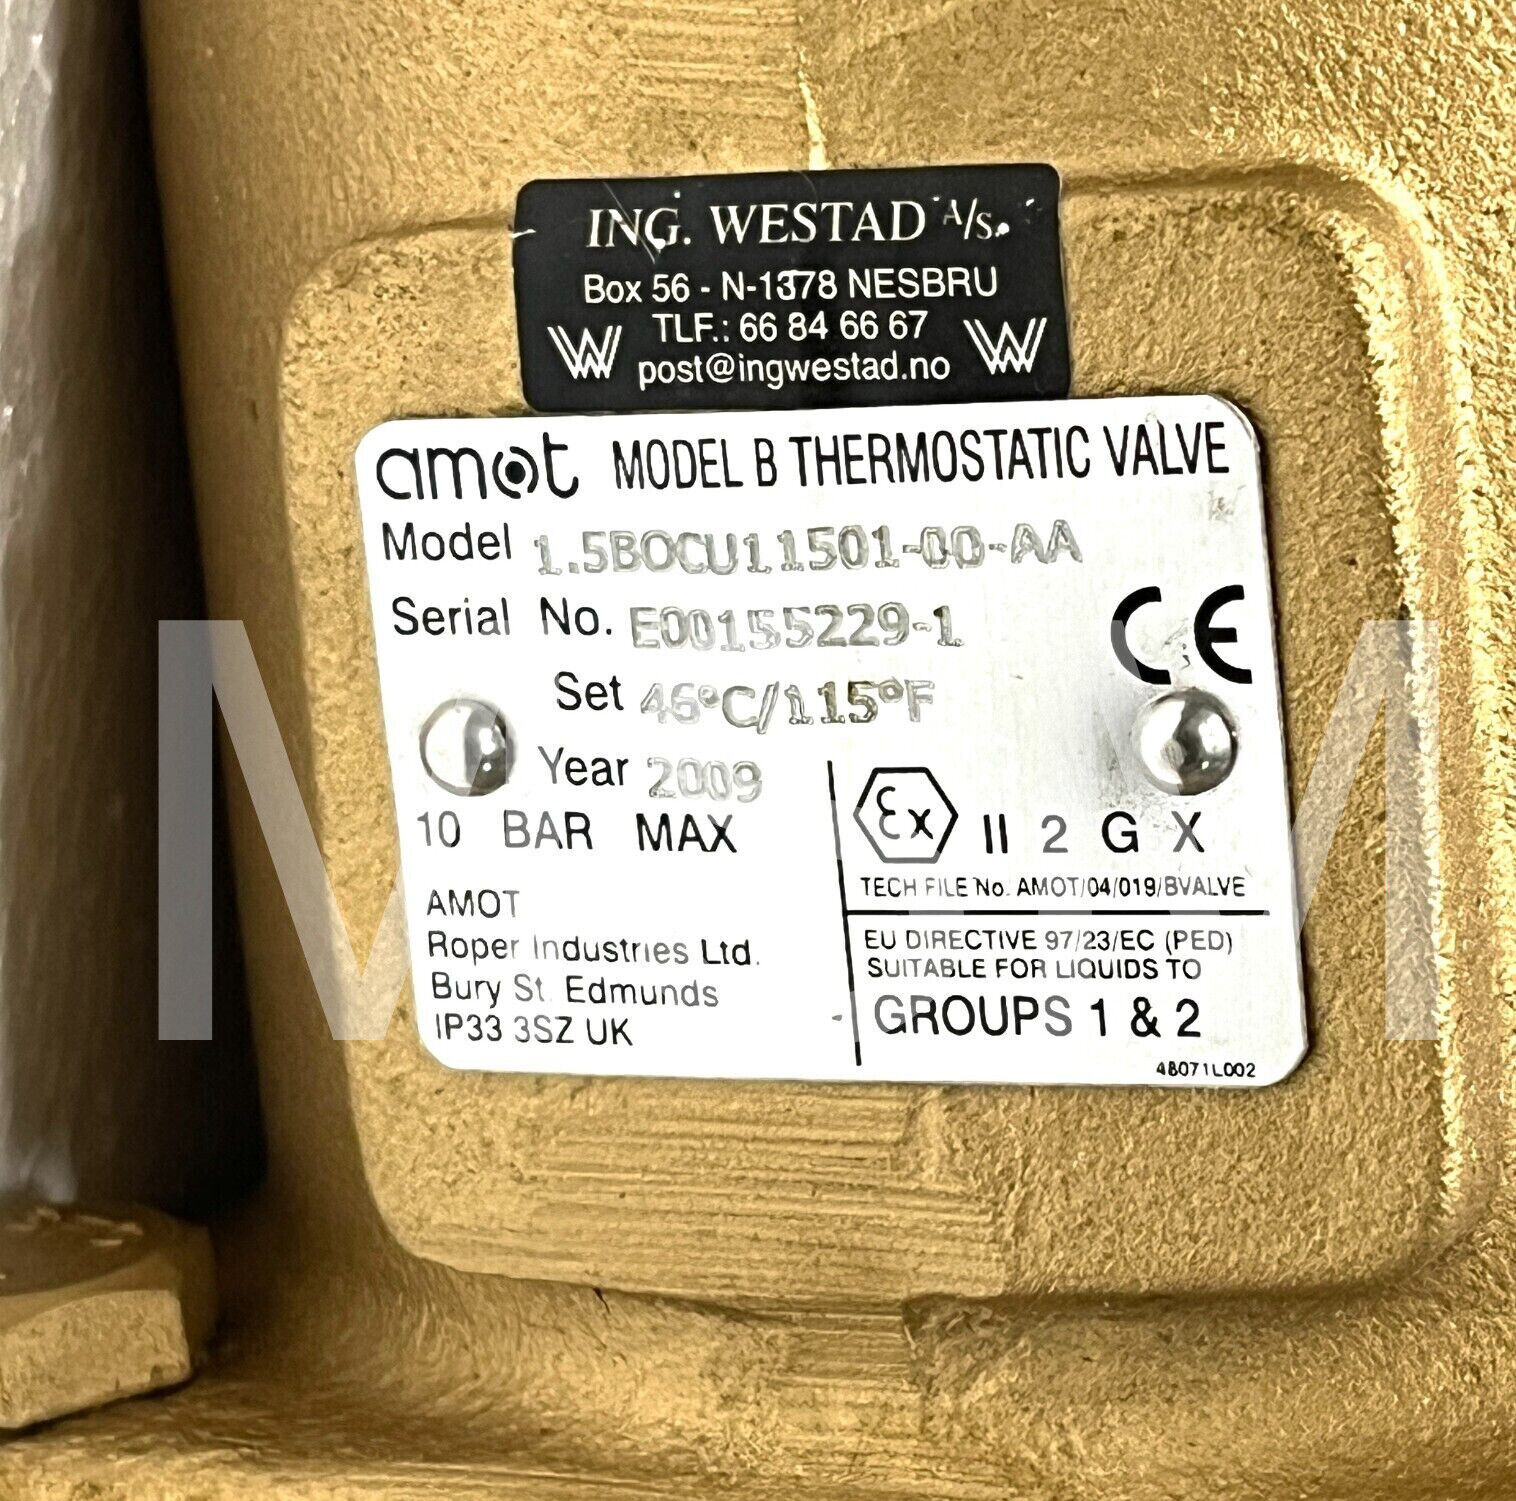 ING. WESTAD A/S.
Box 56 - N-1378 NESBRU
TLF.: 66 84 66 67
post@ingwestad.no
amot MODEL B THERMOSTATIC VALVE
Model 1.5BOCU11501-00-AA
Serial No. E00155229-1
CE
Set 46°C/115°F
Year 2009
10 BAR MAX
Ex II 2 G X
TECH FILE No. AMOT/04/019/BVALVE
AMOT
Roper Industries Ltd.
Bury St. Edmunds
IP33 3SZ UK
EU DIRECTIVE 97/23/EC (PED)
SUITABLE FOR LIQUIDS TO
GROUPS 1 & 2
48071L002